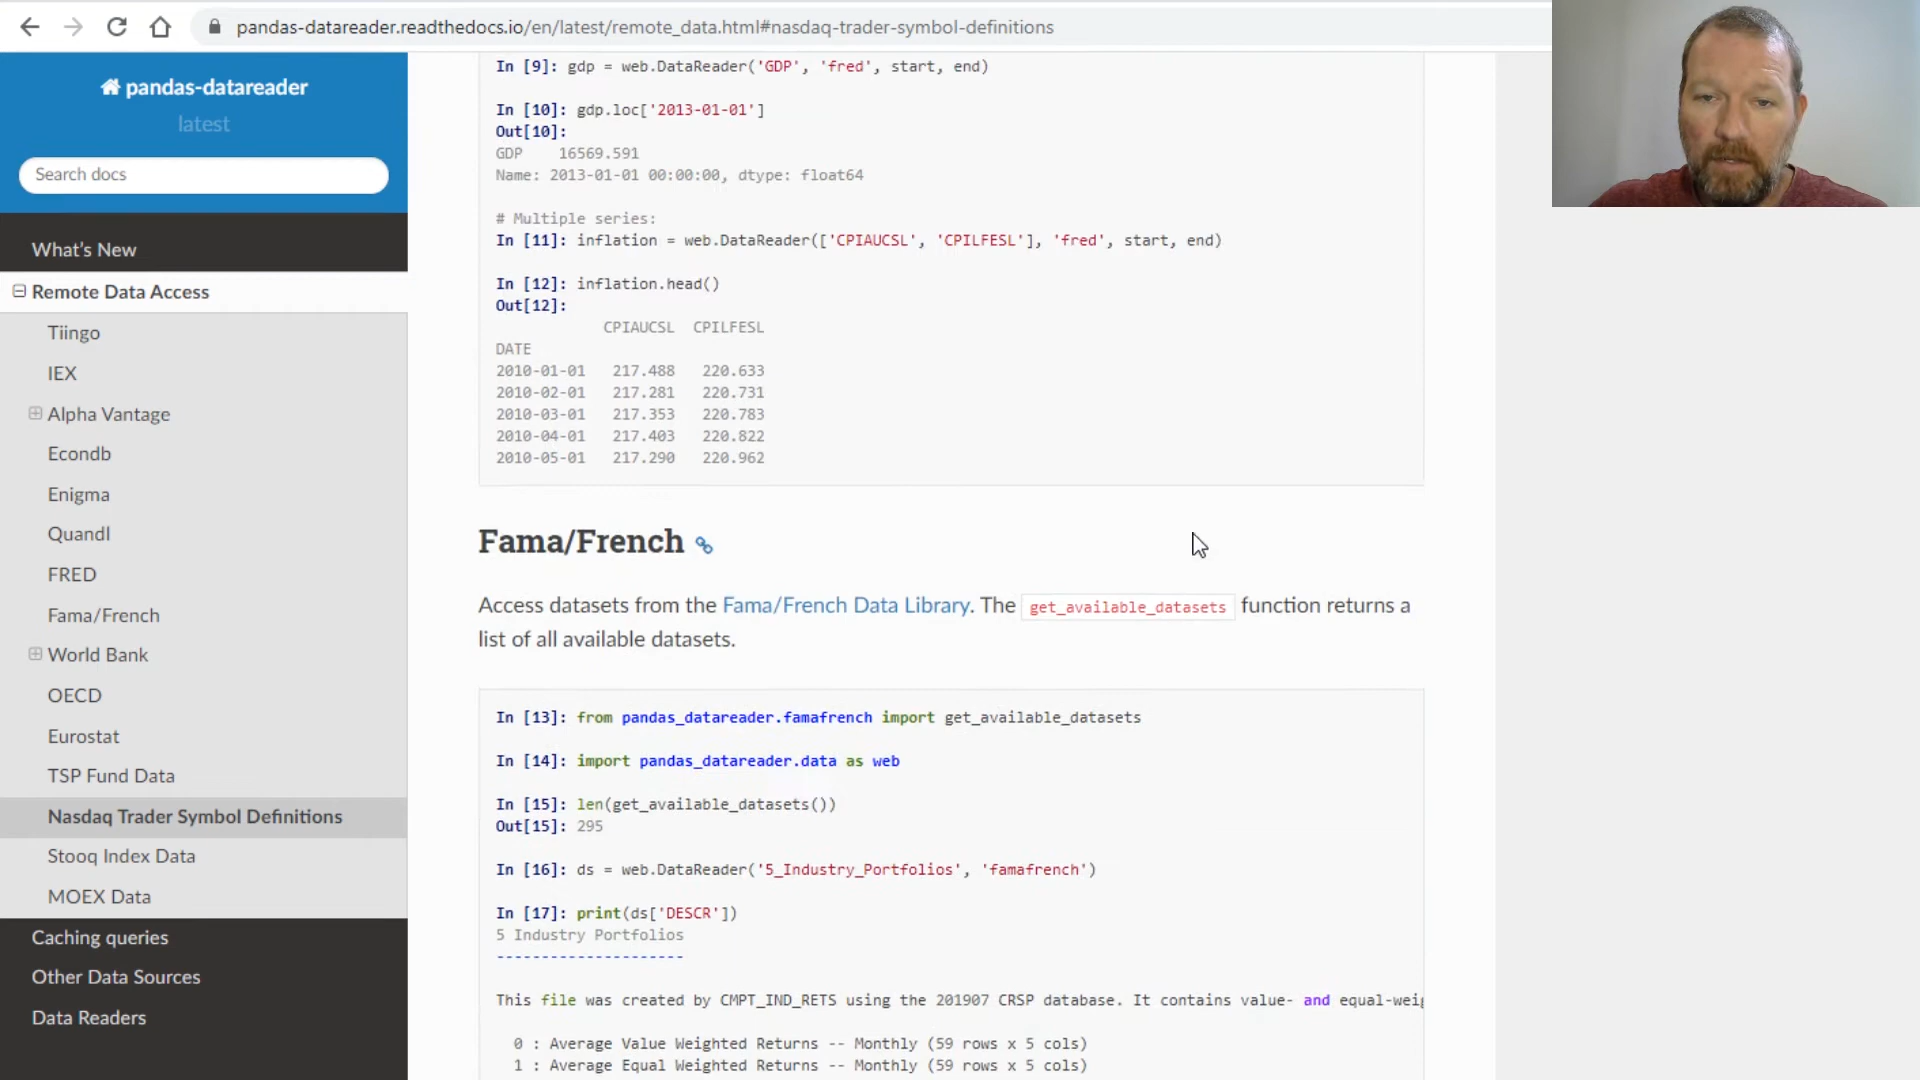 pandas-datareader.readthedocs.io/en/latest/remote_data.html#nasdaq-trader-symbol-definitions
pandas-datareader
latest
Search docs
What's New
Remote Data Access
Tiingo
IEX
Alpha Vantage
Econdb
Enigma
Quandl
FRED
Fama/French
World Bank
OECD
Eurostat
TSP Fund Data
Nasdaq Trader Symbol Definitions
Stooq Index Data
MOEX Data
Caching queries
Other Data Sources
Data Readers
In [9]: gdp = web.DataReader('GDP', 'fred', start, end)
In [10]: gdp.loc['2013-01-01']
Out[10]:
GDP    16569.591
Name: 2013-01-01 00:00:00, dtype: float64
# Multiple series:
In [11]: inflation = web.DataReader(['CPIAUCSL', 'CPILFESL'], 'fred', start, end)
In [12]: inflation.head()
Out[12]:
CPIAUCSL  CPILFESL
DATE
2010-01-01   217.488   220.633
2010-02-01   217.281   220.731
2010-03-01   217.353   220.783
2010-04-01   217.403   220.822
2010-05-01   217.290   220.962
Fama/French
Access datasets from the Fama/French Data Library. The get_available_datasets function returns a
list of all available datasets.
In [13]: from pandas_datareader.famafrench import get_available_datasets
In [14]: import pandas_datareader.data as web
In [15]: len(get_available_datasets())
Out[15]: 295
In [16]: ds = web.DataReader('5_Industry_Portfolios', 'famafrench')
In [17]: print(ds['DESCR'])
5 Industry Portfolios
---------------------
This file was created by CMPT_IND_RETS using the 201907 CRSP database. It contains value- and equal-weig
0 : Average Value Weighted Returns -- Monthly (59 rows x 5 cols)
1 : Average Equal Weighted Returns -- Monthly (59 rows x 5 cols)